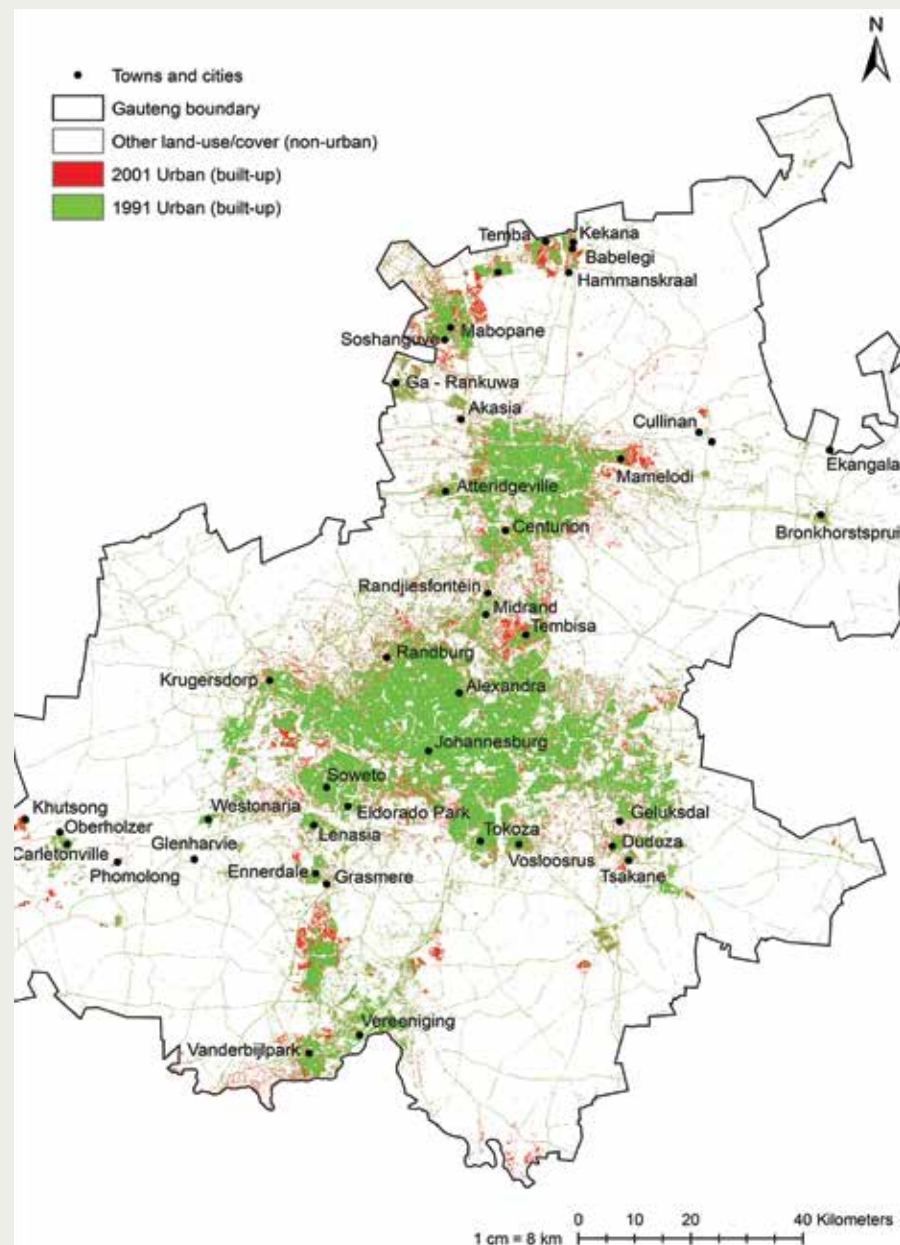 N
Towns and cities
Gauteng boundary
Other land-use/cover (non-urban)
2001 Urban (built-up)
1991 Urban (built-up)
Temba
Kekana
Babelegi
Hammanskraal
Mabopane
Soshanguve
Ga - Rankuwa
Akasia
Cullinan
Ekangala
Mamelodi
Atteridgeville
Bronkhorstspruit
Centurion
Randjiesfontein
Midrand
Tembisa
Randburg
Krugersdorp
Alexandra
Johannesburg
Soweto
Khutsong
Westonaria
Eldorado Park
Geluksdal
Oberholzer
Lenasia
Tokoza
Dudoza
Carletonville
Glenharvie
Vosloosrus
Phomolong
Ennerdale
Grasmere
Tsakane
Vereeniging
Vanderbijlpark
0 10 20 40 Kilometers
1 cm = 8 km